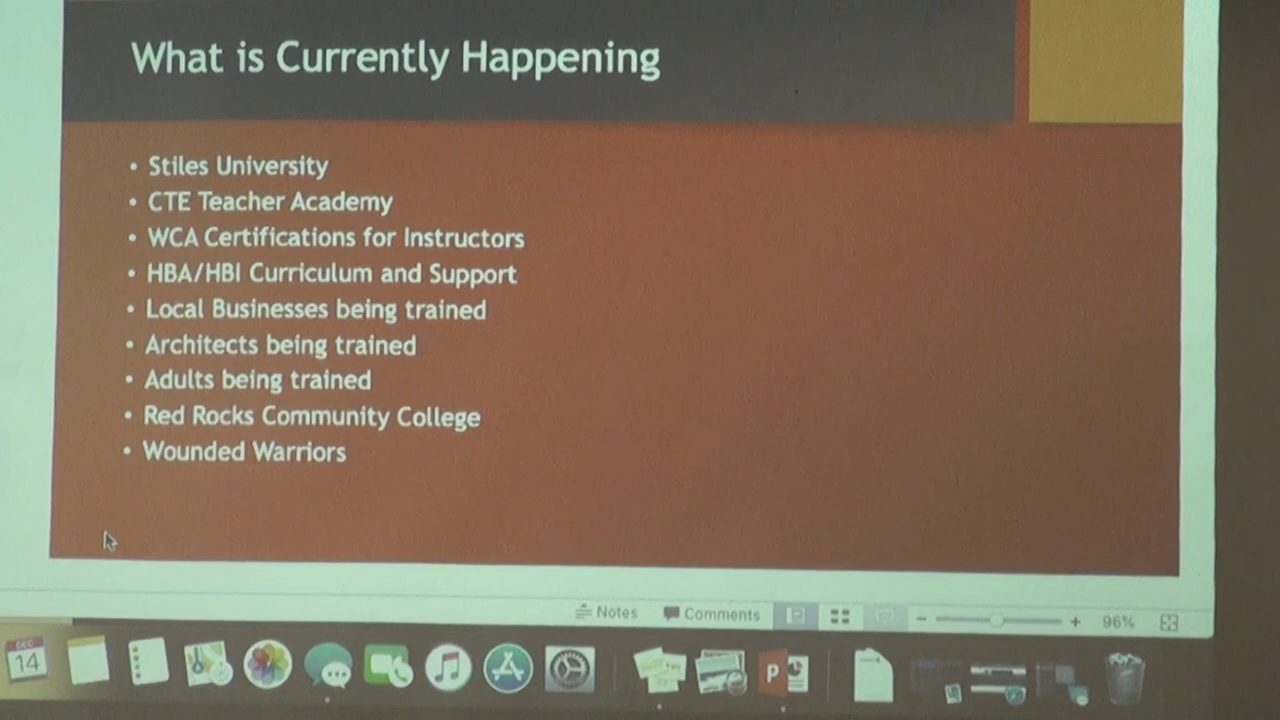 What is Currently Happening
• Stiles University
• CTE Teacher Academy
• WCA Certifications for Instructors
• HBA/HBI Curriculum and Support
• Local Businesses being trained
• Architects being trained
• Adults being trained
• Red Rocks Community College
• Wounded Warriors
Notes Comments 96%
DEC
14
P